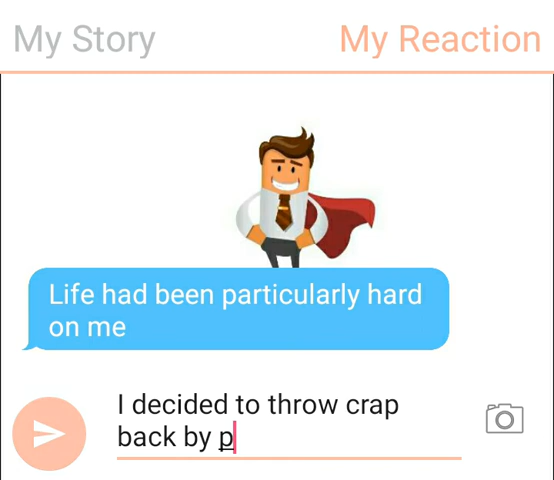 My Story
My Reaction
Life had been particularly hard
on me
I decided to throw crap
back by p